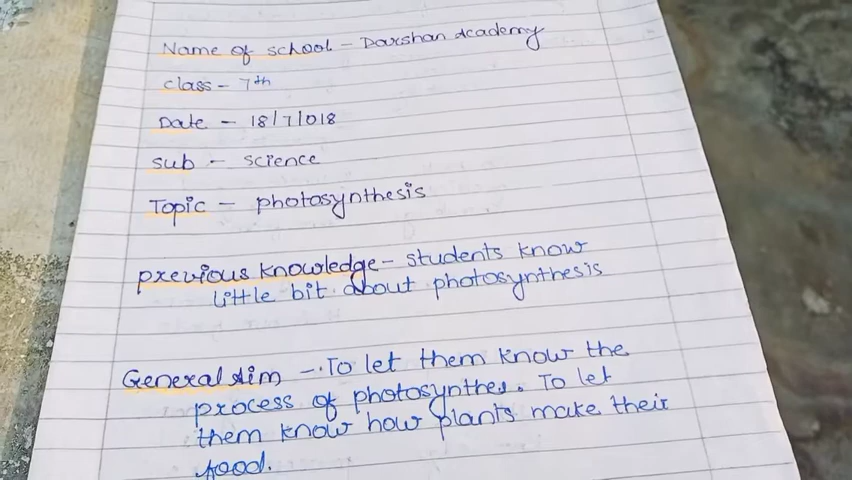 Name of school - Darshan Academy
class - 7th
Date - 18/7/018
sub - science
Topic - photosynthesis
previous knowledge - students know
little bit about photosynthesis
General Aim - To let them know the
process of photosynthes. To let
them know how plants make their
food.